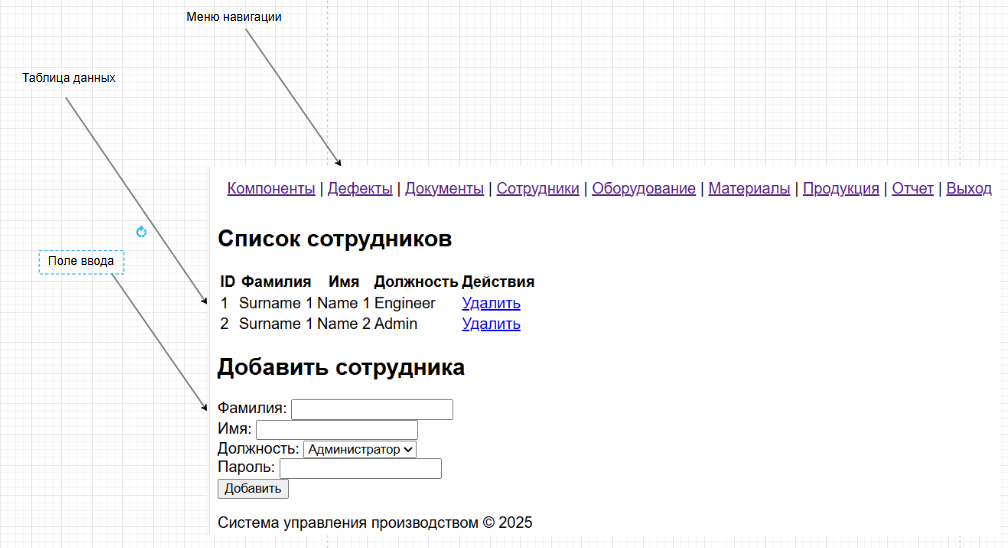 Меню навигации
Таблица данных
Компоненты | Дефекты | Документы | Сотрудники | Оборудование | Материалы | Продукция | Отчет | Выход
Список сотрудников
Поле ввода
ID Фамилия Имя Должность Действия
1 Surname 1 Name 1 Engineer Удалить
2 Surname 1 Name 2 Admin Удалить
Добавить сотрудника
Фамилия:
Имя:
Должность: Администратор
Пароль:
Добавить
Система управления производством © 2025